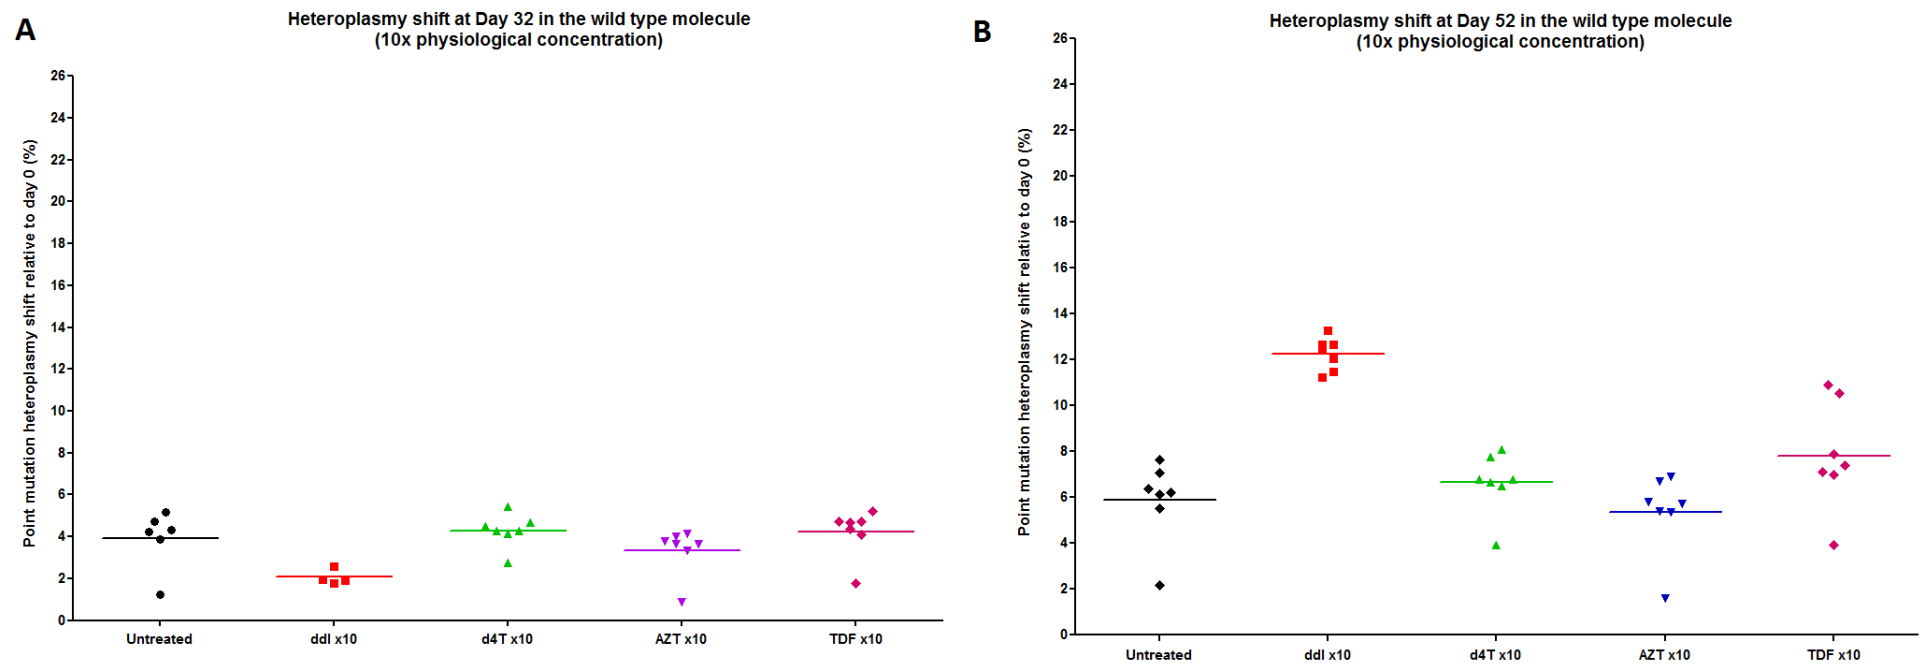 A
Heteroplasmy shift at Day 32 in the wild type molecule
(10x physiological concentration)
Point mutation heteroplasmy shift relative to day 0 (%)
26
24
22
20
18
16
14
12
10
8
6
4
2
0
Untreated
ddI x10
d4T x10
AZT x10
TDF x10
B
Heteroplasmy shift at Day 52 in the wild type molecule
(10x physiological concentration)
Point mutation heteroplasmy shift relative to day 0 (%)
26
24
22
20
18
16
14
12
10
8
6
4
2
0
Untreated
ddI x10
d4T x10
AZT x10
TDF x10